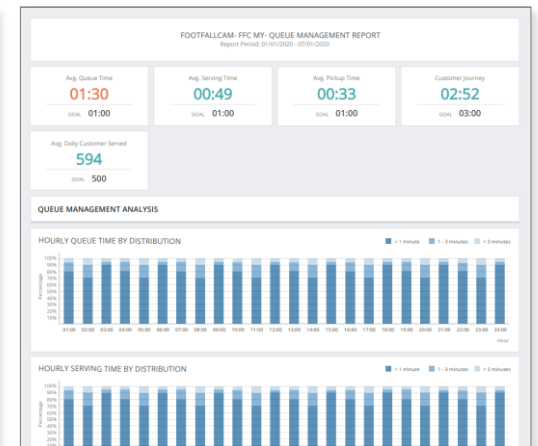 FOOTFALLCAM- FFC MY- QUEUE MANAGEMENT REPORT
Report Period: 01/01/2020 - 07/01/2020
Avg. Queue Time
01:30
GOAL 01:00
Avg. Serving Time
00:49
GOAL 01:00
Avg. Pickup Time
00:33
GOAL 01:00
Customer Journey
02:52
GOAL 03:00
Avg. Daily Customer Served
594
GOAL 500
QUEUE MANAGEMENT ANALYSIS
HOURLY QUEUE TIME BY DISTRIBUTION
< 1 minute 1 - 3 minutes > 3 minutes
Percentage
100%
90%
80%
70%
60%
50%
40%
30%
20%
10%
01:00 02:00 03:00 04:00 05:00 06:00 07:00 08:00 09:00 10:00 11:00 12:00 13:00 14:00 15:00 16:00 17:00 18:00 19:00 20:00 21:00 22:00 23:00 24:00
Hour
HOURLY SERVING TIME BY DISTRIBUTION
< 1 minute 1 - 3 minutes > 3 minutes
Percentage
100%
90%
80%
70%
60%
50%
40%
30%
20%